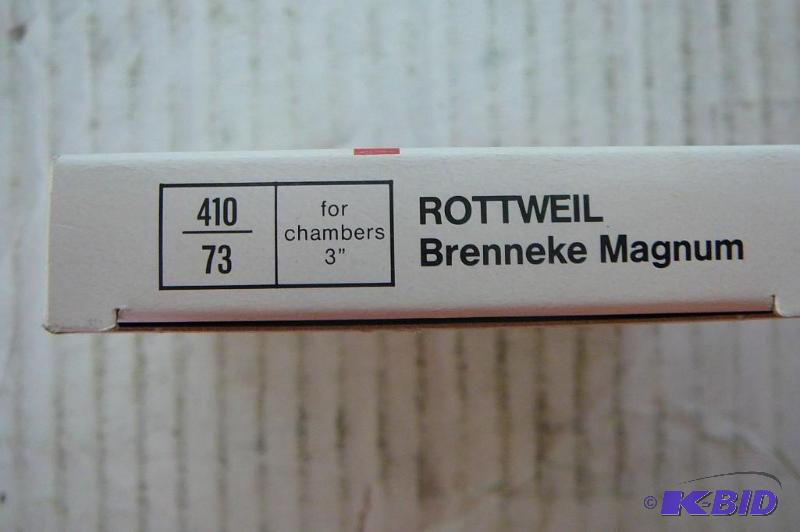 410
73
for
chambers
3"
ROTTWEIL
Brenneke Magnum
© K-BID